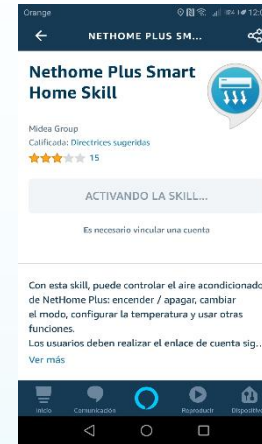 Orange
12:0
NETHOME PLUS SM...
Nethome Plus Smart
Home Skill
Midea Group
Calificada: Directrices sugeridas
15
ACTIVANDO LA SKILL...
Es necesario vincular una cuenta
Con esta skill, puede controlar el aire acondicionado
de NetHome Plus: encender / apagar, cambiar
el modo, configurar la temperatura y usar otras
funciones.
Los usuarios deben realizar el enlace de cuenta sig...
Ver más
Inicio
Comunicación
Reproducir
Dispositivo